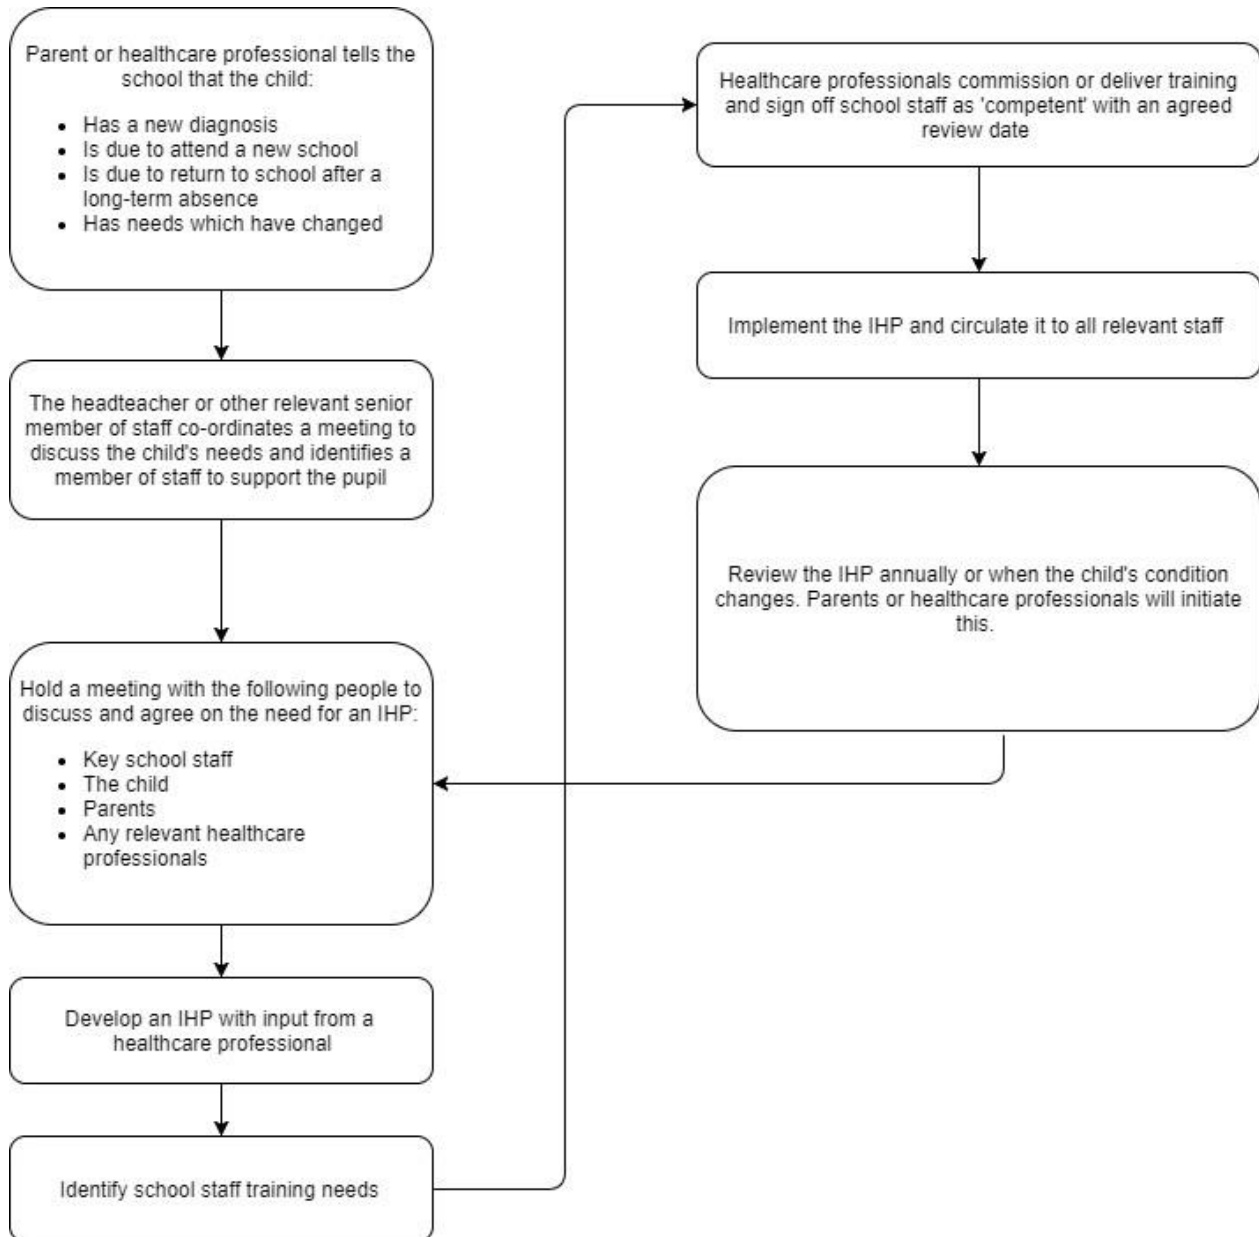 Parent or healthcare professional tells the
school that the child:
• Has a new diagnosis
• Is due to attend a new school
• Is due to return to school after a
long-term absence
• Has needs which have changed
The headteacher or other relevant senior
member of staff co-ordinates a meeting to
discuss the child's needs and identifies a
member of staff to support the pupil
Hold a meeting with the following people to
discuss and agree on the need for an IHP:
• Key school staff
• The child
• Parents
• Any relevant healthcare
professionals
Develop an IHP with input from a
healthcare professional
Identify school staff training needs
Healthcare professionals commission or deliver training
and sign off school staff as 'competent' with an agreed
review date
Implement the IHP and circulate it to all relevant staff
Review the IHP annually or when the child's condition
changes. Parents or healthcare professionals will initiate
this.